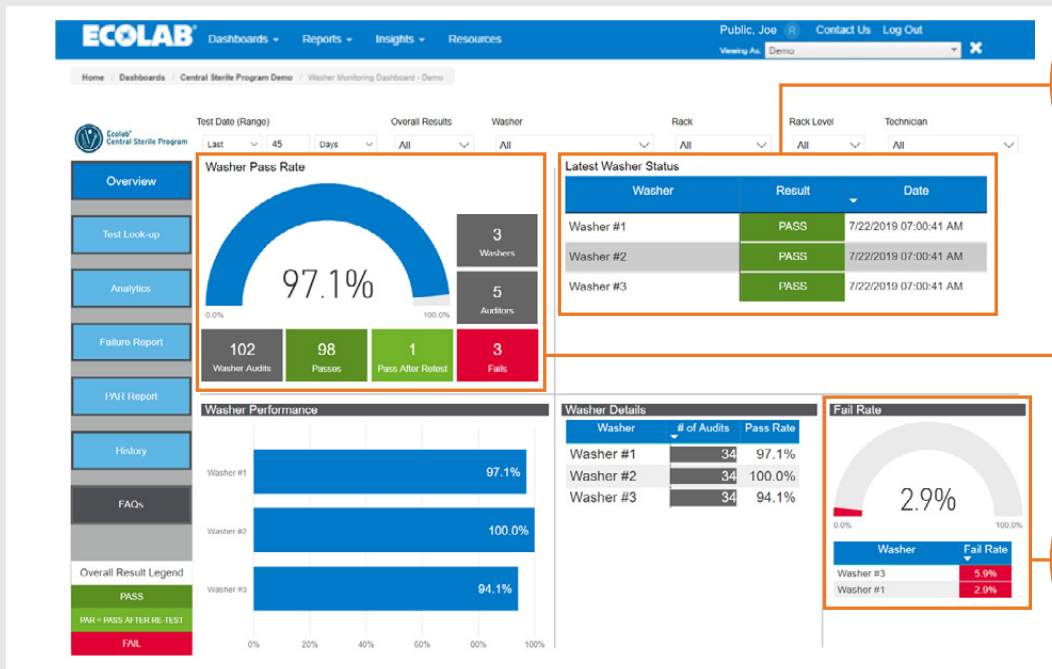 ECOLAB® Dashboards Reports Insights Resources
Public, Joe Contact Us Log Out
Viewing As: Demo
Home / Dashboards / Central Sterile Program Demo / Washer Monitoring Dashboard - Demo
Ecolab®
Central Sterile Program
Test Date (Range) Overall Results Washer Rack Rack Level Technician
Last 45 Days All All All All All
Overview
Test Look-up
Analytics
Failure Report
PAR Report
History
FAQs
Overall Result Legend
PASS
PAR = PASS AFTER RE-TEST
FAIL
Washer Pass Rate
97.1%
0.0% 100.0%
3
Washers
5
Auditors
102 98 1 3
Washer Audits Passes Pass After Retest Fails
Latest Washer Status
Washer Result Date
Washer #1 PASS 7/22/2019 07:00:41 AM
Washer #2 PASS 7/22/2019 07:00:41 AM
Washer #3 PASS 7/22/2019 07:00:41 AM
Washer Performance
Washer #1 97.1%
Washer #2 100.0%
Washer #3 94.1%
0% 20% 40% 60% 80% 100%
Washer Details
Washer # of Audits Pass Rate
Washer #1 34 97.1%
Washer #2 34 100.0%
Washer #3 34 94.1%
Fail Rate
2.9%
0.0% 100.0%
Washer Fail Rate
Washer #3 5.9%
Washer #1 2.9%